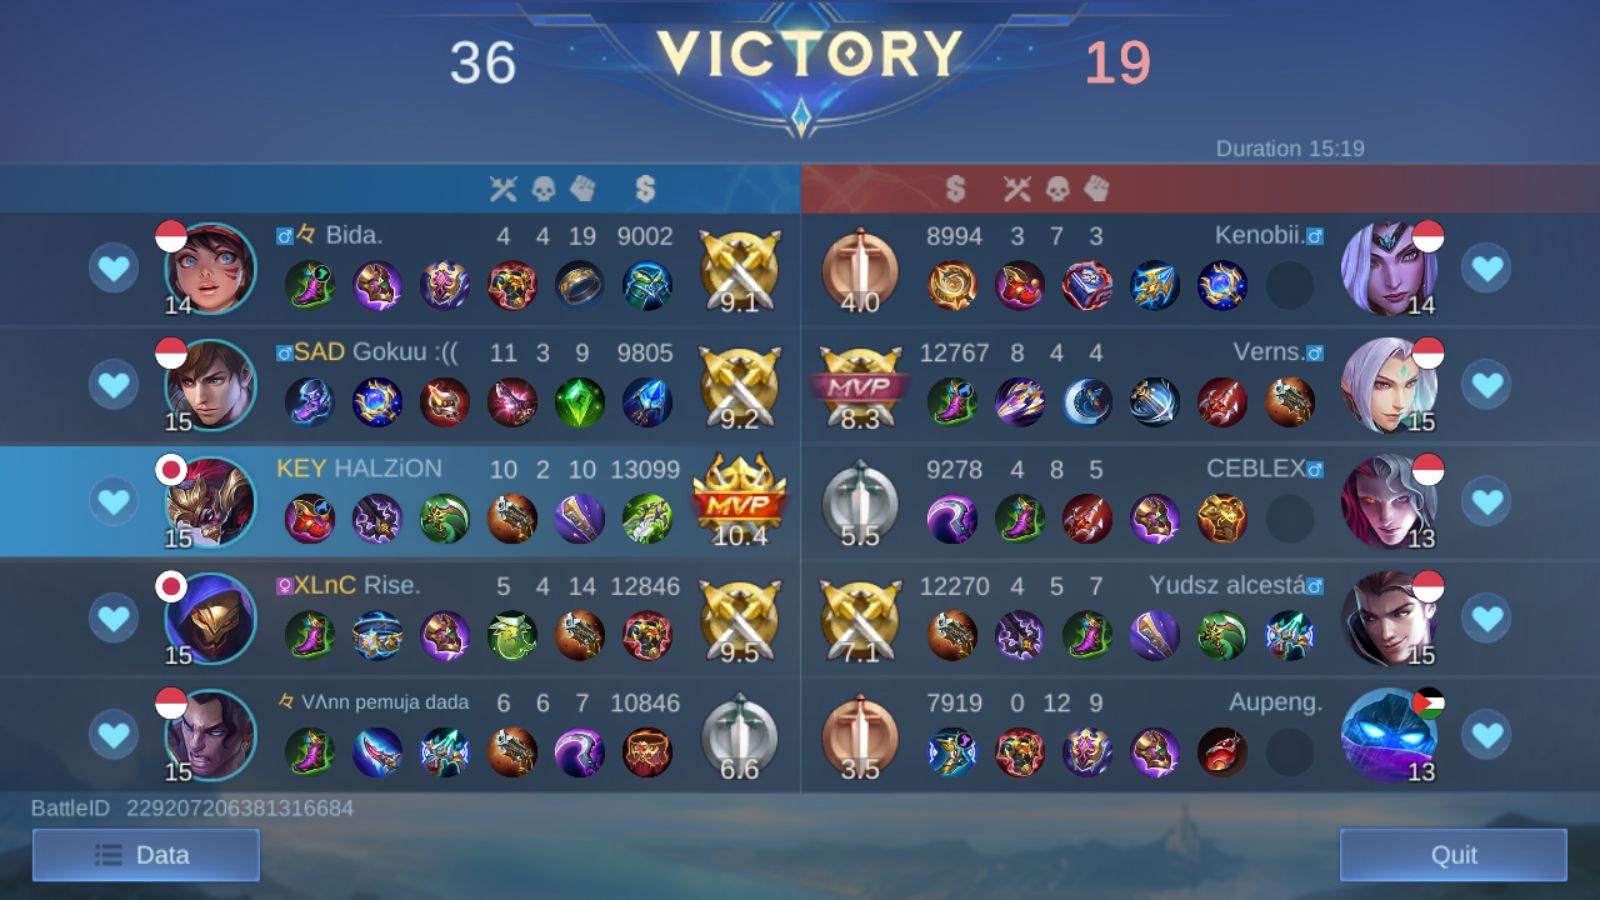 36 VICTORY 19
Duration 15:19
々 Bida. 4 4 19 9002
14 9.1
8994 3 7 3 Kenobii.
4.0 14
SAD Gokuu :(( 11 3 9 9805
15 9.2
12767 8 4 4 Verns.
MVP
8.3 15
KEY HALZiON 10 2 10 13099
MVP
15 10.4
9278 4 8 5 CEBLEX
5.5 13
XLnC Rise. 5 4 14 12846
15 9.5
12270 4 5 7 Yudsz alcestá
7.1 15
々 VΛnn pemuja dada 6 6 7 10846
15 6.6
7919 0 12 9 Aupeng.
3.5 13
BattleID 229207206381316684
Data
Quit